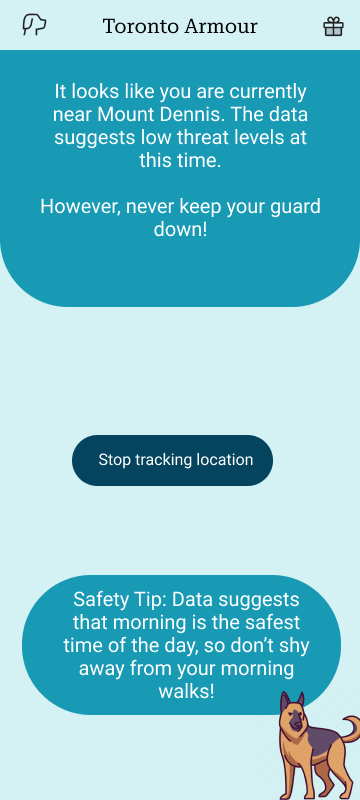 Toronto Armour
It looks like you are currently
near Mount Dennis. The data
suggests low threat levels at
this time.
However, never keep your guard
down!
Stop tracking location
Safety Tip: Data suggests
that morning is the safest
time of the day, so don’t shy
away from your morning
walks!